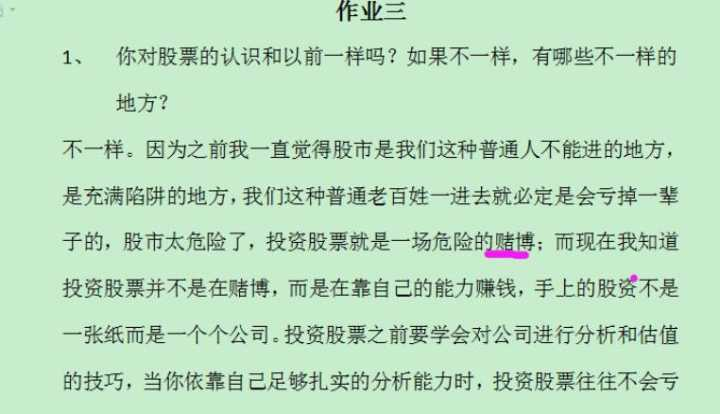 作业三
1、 你对股票的认识和以前一样吗？如果不一样，有哪些不一样的
地方？
不一样。因为之前我一直觉得股市是我们这种普通人不能进的地方，
是充满陷阱的地方，我们这种普通老百姓一进去就必定是会亏掉一辈
子的，股市太危险了，投资股票就是一场危险的赌博；而现在我知道
投资股票并不是在赌博，而是在靠自己的能力赚钱，手上的股资不是
一张纸而是一个个公司。投资股票之前要学会对公司进行分析和估值
的技巧，当你依靠自己足够扎实的分析能力时，投资股票往往不会亏